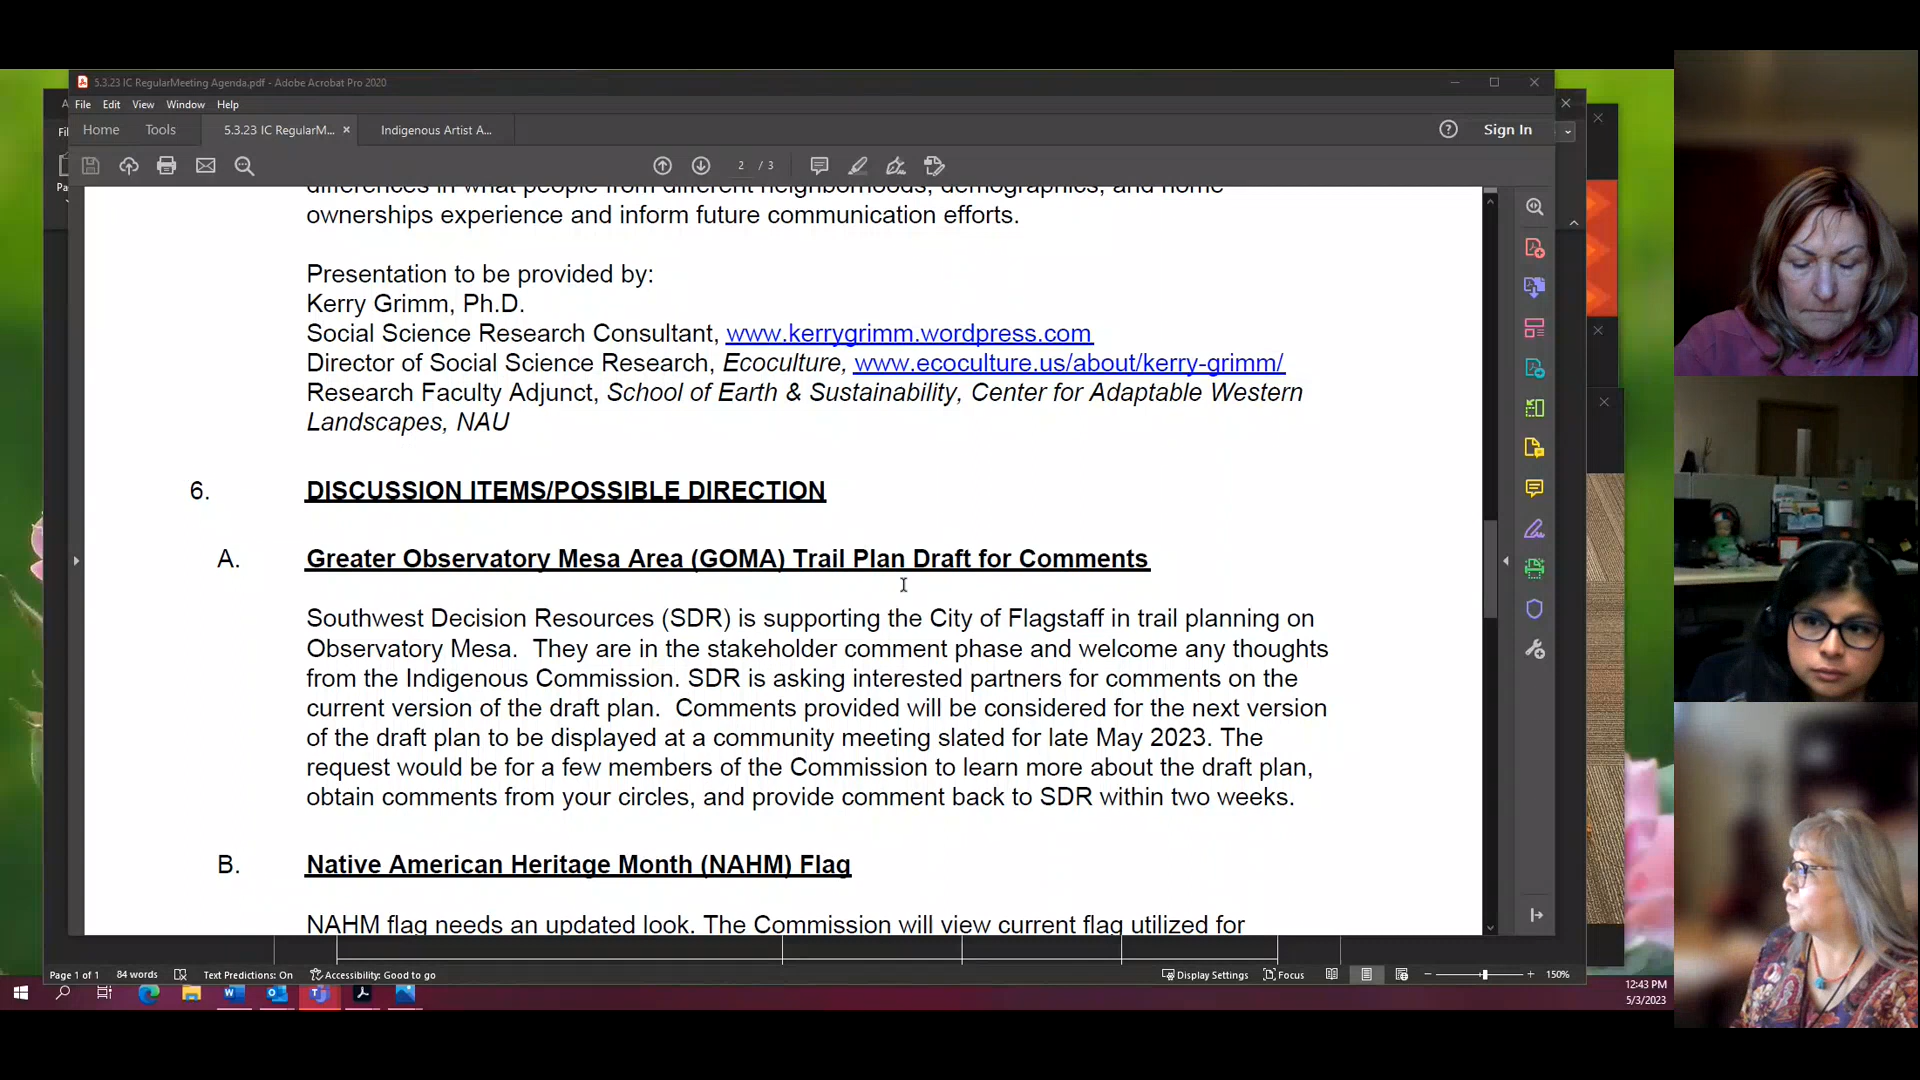 5.3.23 IC RegularMeeting Agenda.pdf - Adobe Acrobat Pro 2020
File Edit View Window Help
Home Tools 5.3.23 IC RegularM... Indigenous Artist A... Sign In
2 / 3
differences in what people from different neighborhoods, demographics, and home
ownerships experience and inform future communication efforts.
Presentation to be provided by:
Kerry Grimm, Ph.D.
Social Science Research Consultant, www.kerrygrimm.wordpress.com
Director of Social Science Research, Ecoculture, www.ecoculture.us/about/kerry-grimm/
Research Faculty Adjunct, School of Earth & Sustainability, Center for Adaptable Western
Landscapes, NAU
6. DISCUSSION ITEMS/POSSIBLE DIRECTION
A. Greater Observatory Mesa Area (GOMA) Trail Plan Draft for Comments
Southwest Decision Resources (SDR) is supporting the City of Flagstaff in trail planning on
Observatory Mesa.  They are in the stakeholder comment phase and welcome any thoughts
from the Indigenous Commission. SDR is asking interested partners for comments on the
current version of the draft plan.  Comments provided will be considered for the next version
of the draft plan to be displayed at a community meeting slated for late May 2023. The
request would be for a few members of the Commission to learn more about the draft plan,
obtain comments from your circles, and provide comment back to SDR within two weeks.
B. Native American Heritage Month (NAHM) Flag
NAHM flag needs an updated look. The Commission will view current flag utilized for
Page 1 of 1 84 words Text Predictions: On Accessibility: Good to go Display Settings Focus 150%
12:43 PM
5/3/2023